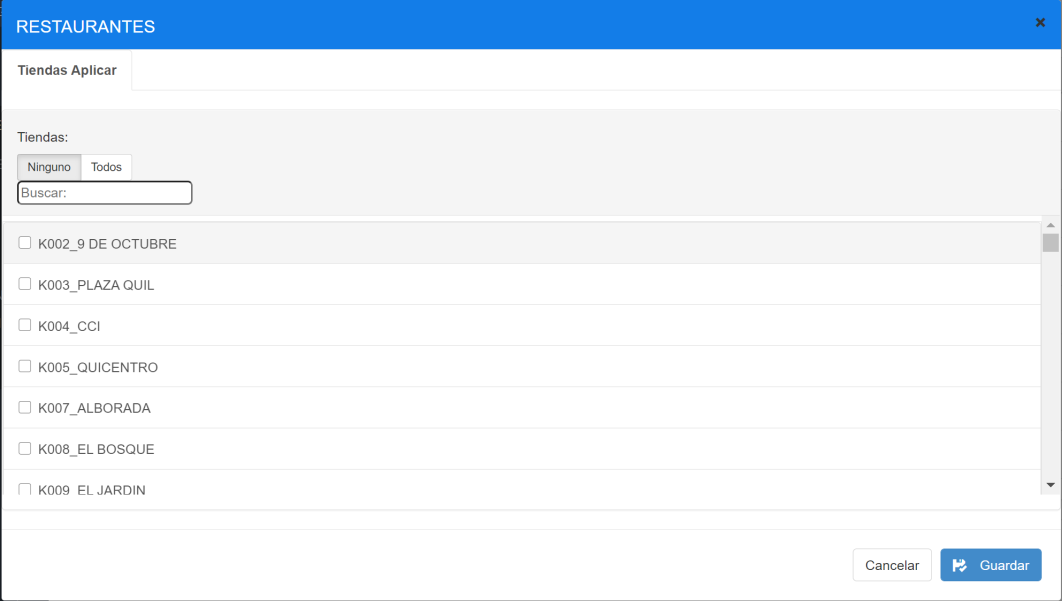 RESTAURANTES
Tiendas Aplicar
Tiendas:
Ninguno Todos
Buscar:
K002_9 DE OCTUBRE
K003_PLAZA QUIL
K004_CCI
K005_QUICENTRO
K007_ALBORADA
K008_EL BOSQUE
K009_EL JARDIN
Cancelar Guardar